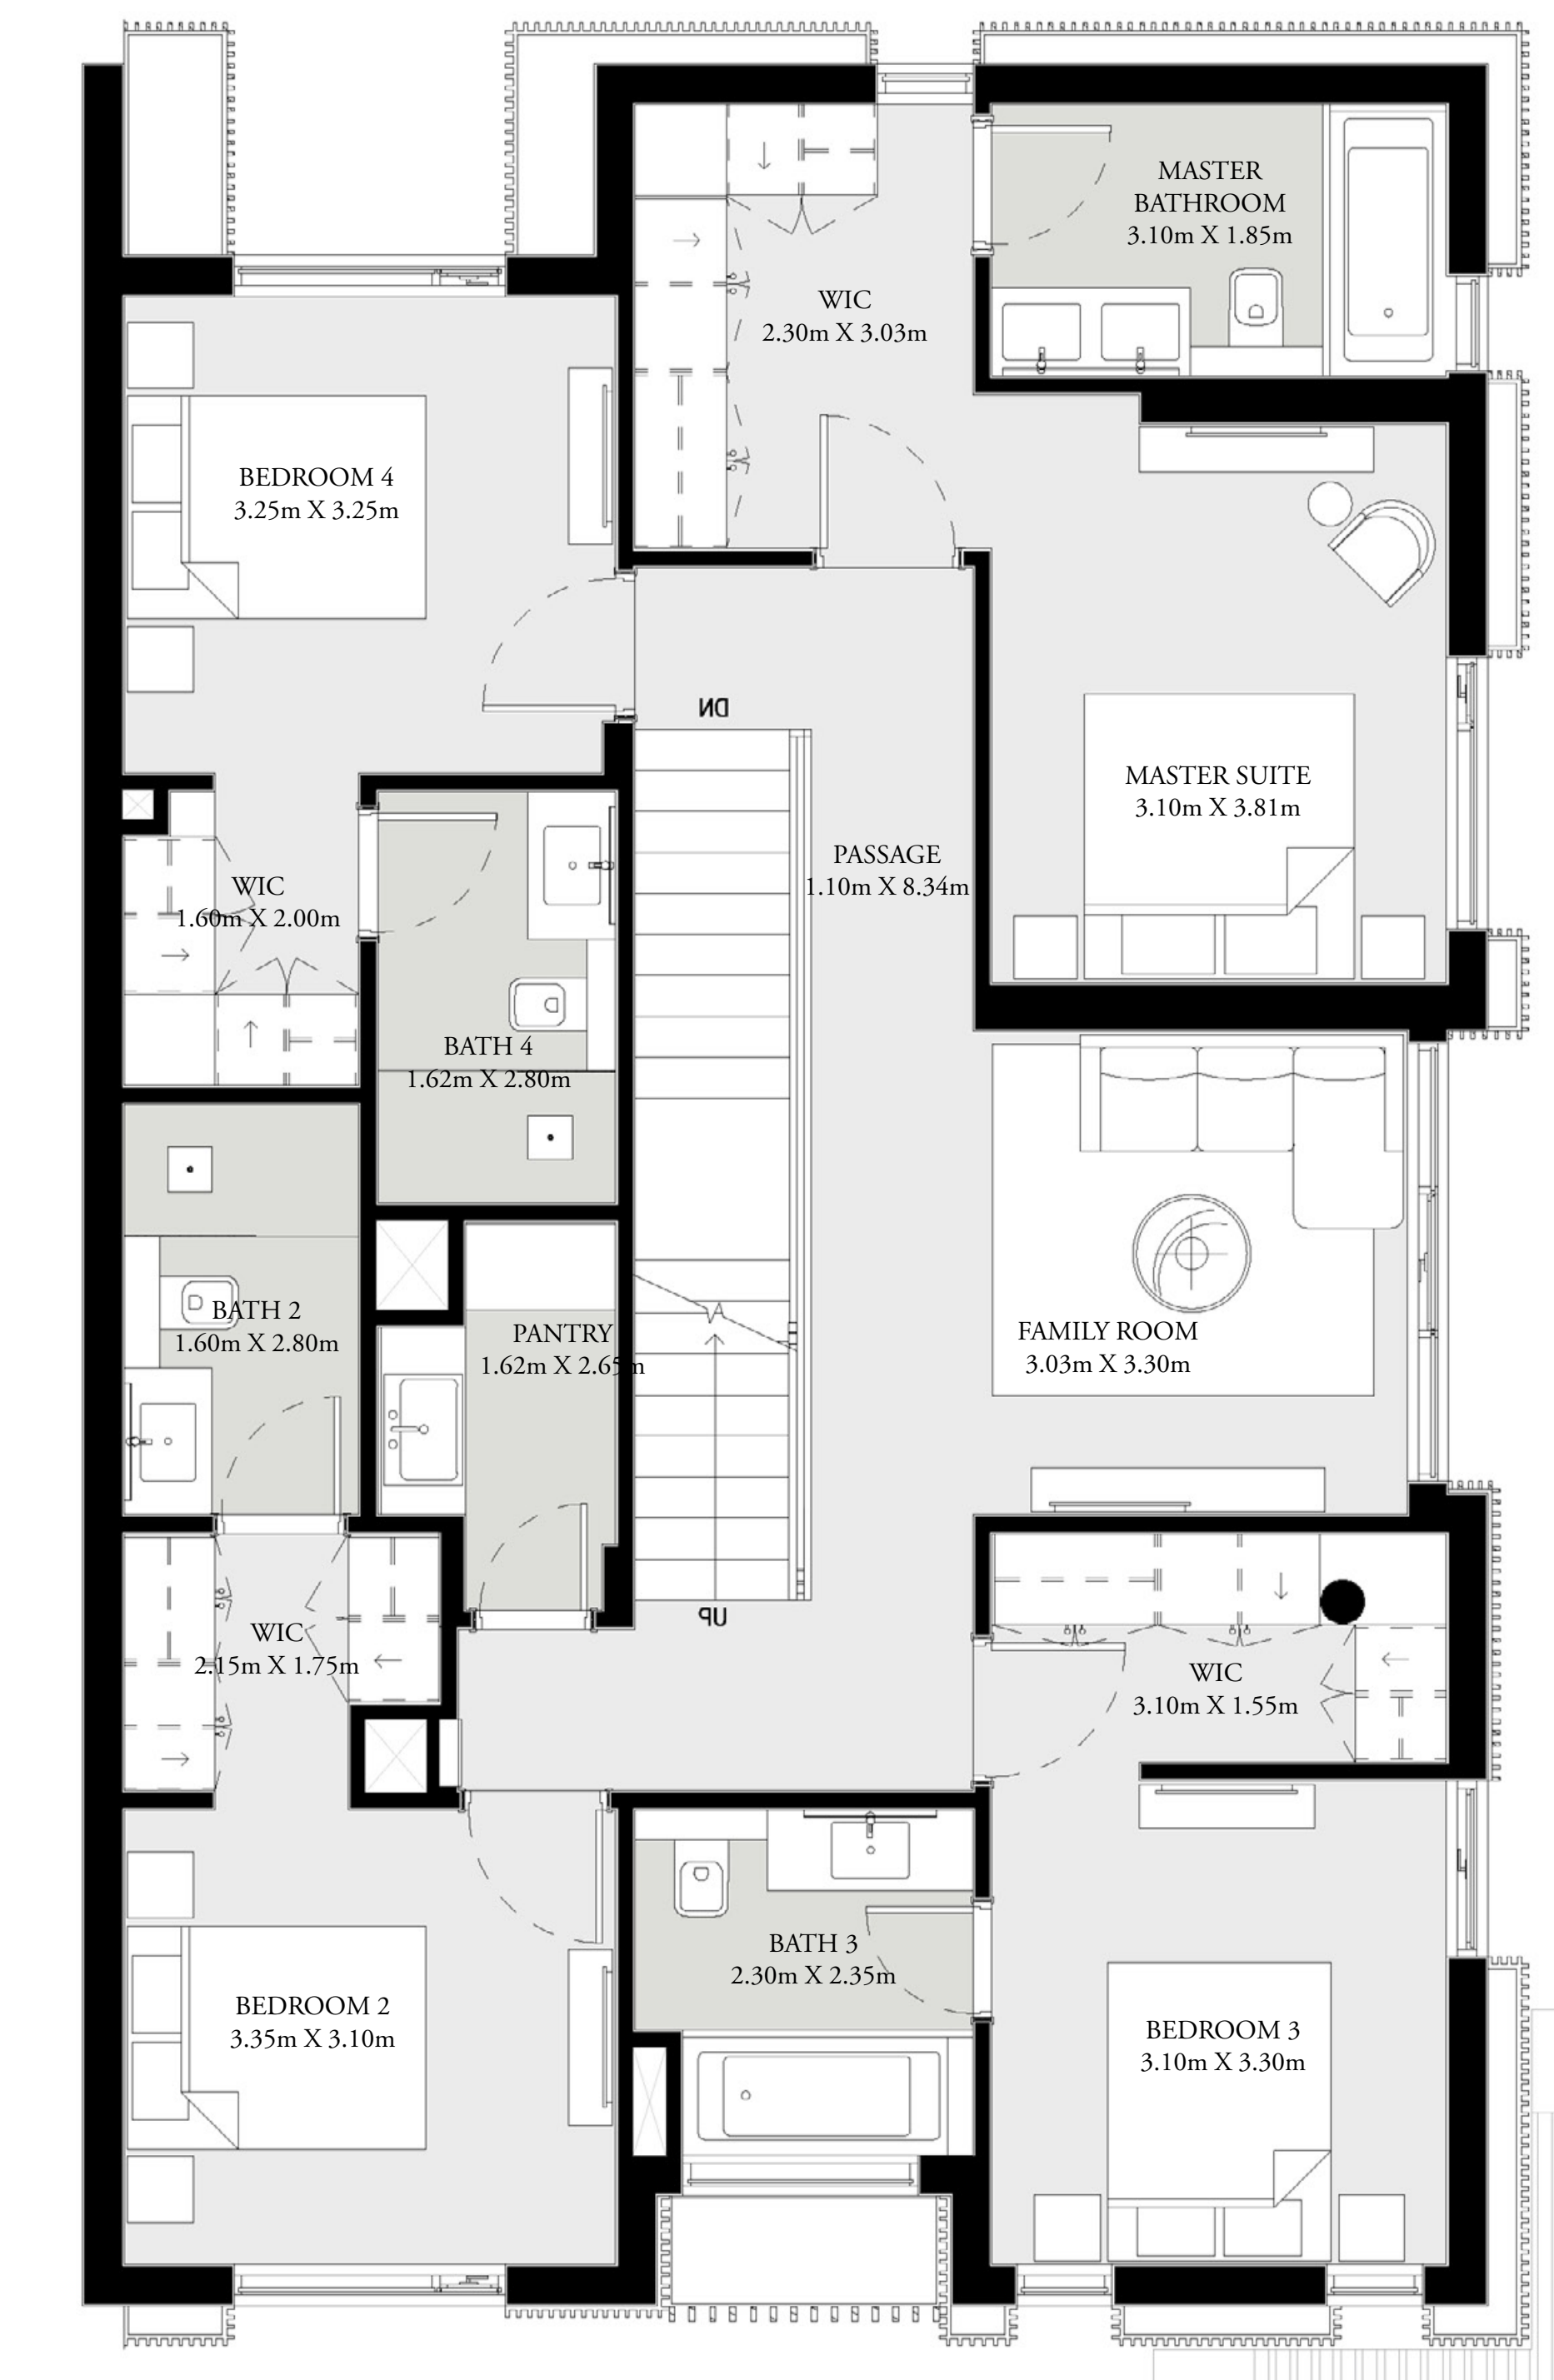 MASTER
BATHROOM
3.10m X 1.85m
WIC
2.30m X 3.03m
BEDROOM 4
3.25m X 3.25m
DN
MASTER SUITE
3.10m X 3.81m
PASSAGE
1.10m X 8.34m
WIC
1.60m X 2.00m
BATH 4
1.62m X 2.80m
BATH 2
1.60m X 2.80m
PANTRY
1.62m X 2.65m
FAMILY ROOM
3.03m X 3.30m
UP
WIC
2.15m X 1.75m
WIC
3.10m X 1.55m
BATH 3
2.30m X 2.35m
BEDROOM 2
3.35m X 3.10m
BEDROOM 3
3.10m X 3.30m